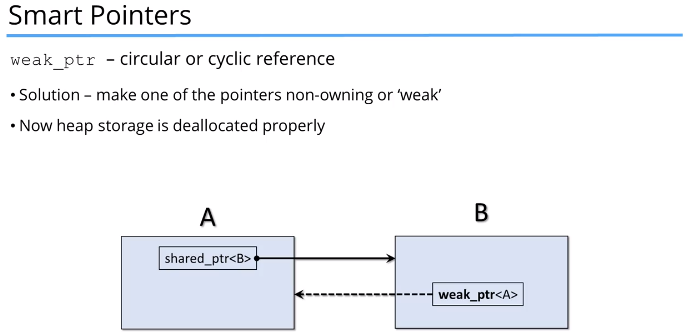 Smart Pointers
weak_ptr – circular or cyclic reference
• Solution – make one of the pointers non-owning or ‘weak’
• Now heap storage is deallocated properly
A
B
shared_ptr<B>
weak_ptr<A>